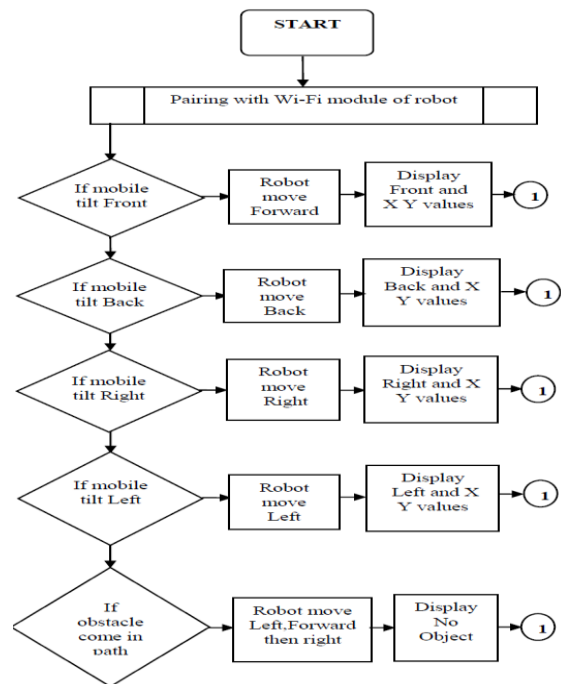 START
Pairing with Wi-Fi module of robot
If mobile
tilt Front
Robot
move
Forward
Display
Front and
X Y values
1
If mobile
tilt Back
Robot
move
Back
Display
Back and X
Y values
1
If mobile
tilt Right
Robot
move
Right
Display
Right and X
Y values
1
If mobile
tilt Left
Robot
move
Left
Display
Left and X
Y values
1
If
obstacle
come in
path
Robot move
Left,Forward
then right
Display
No
Object
1